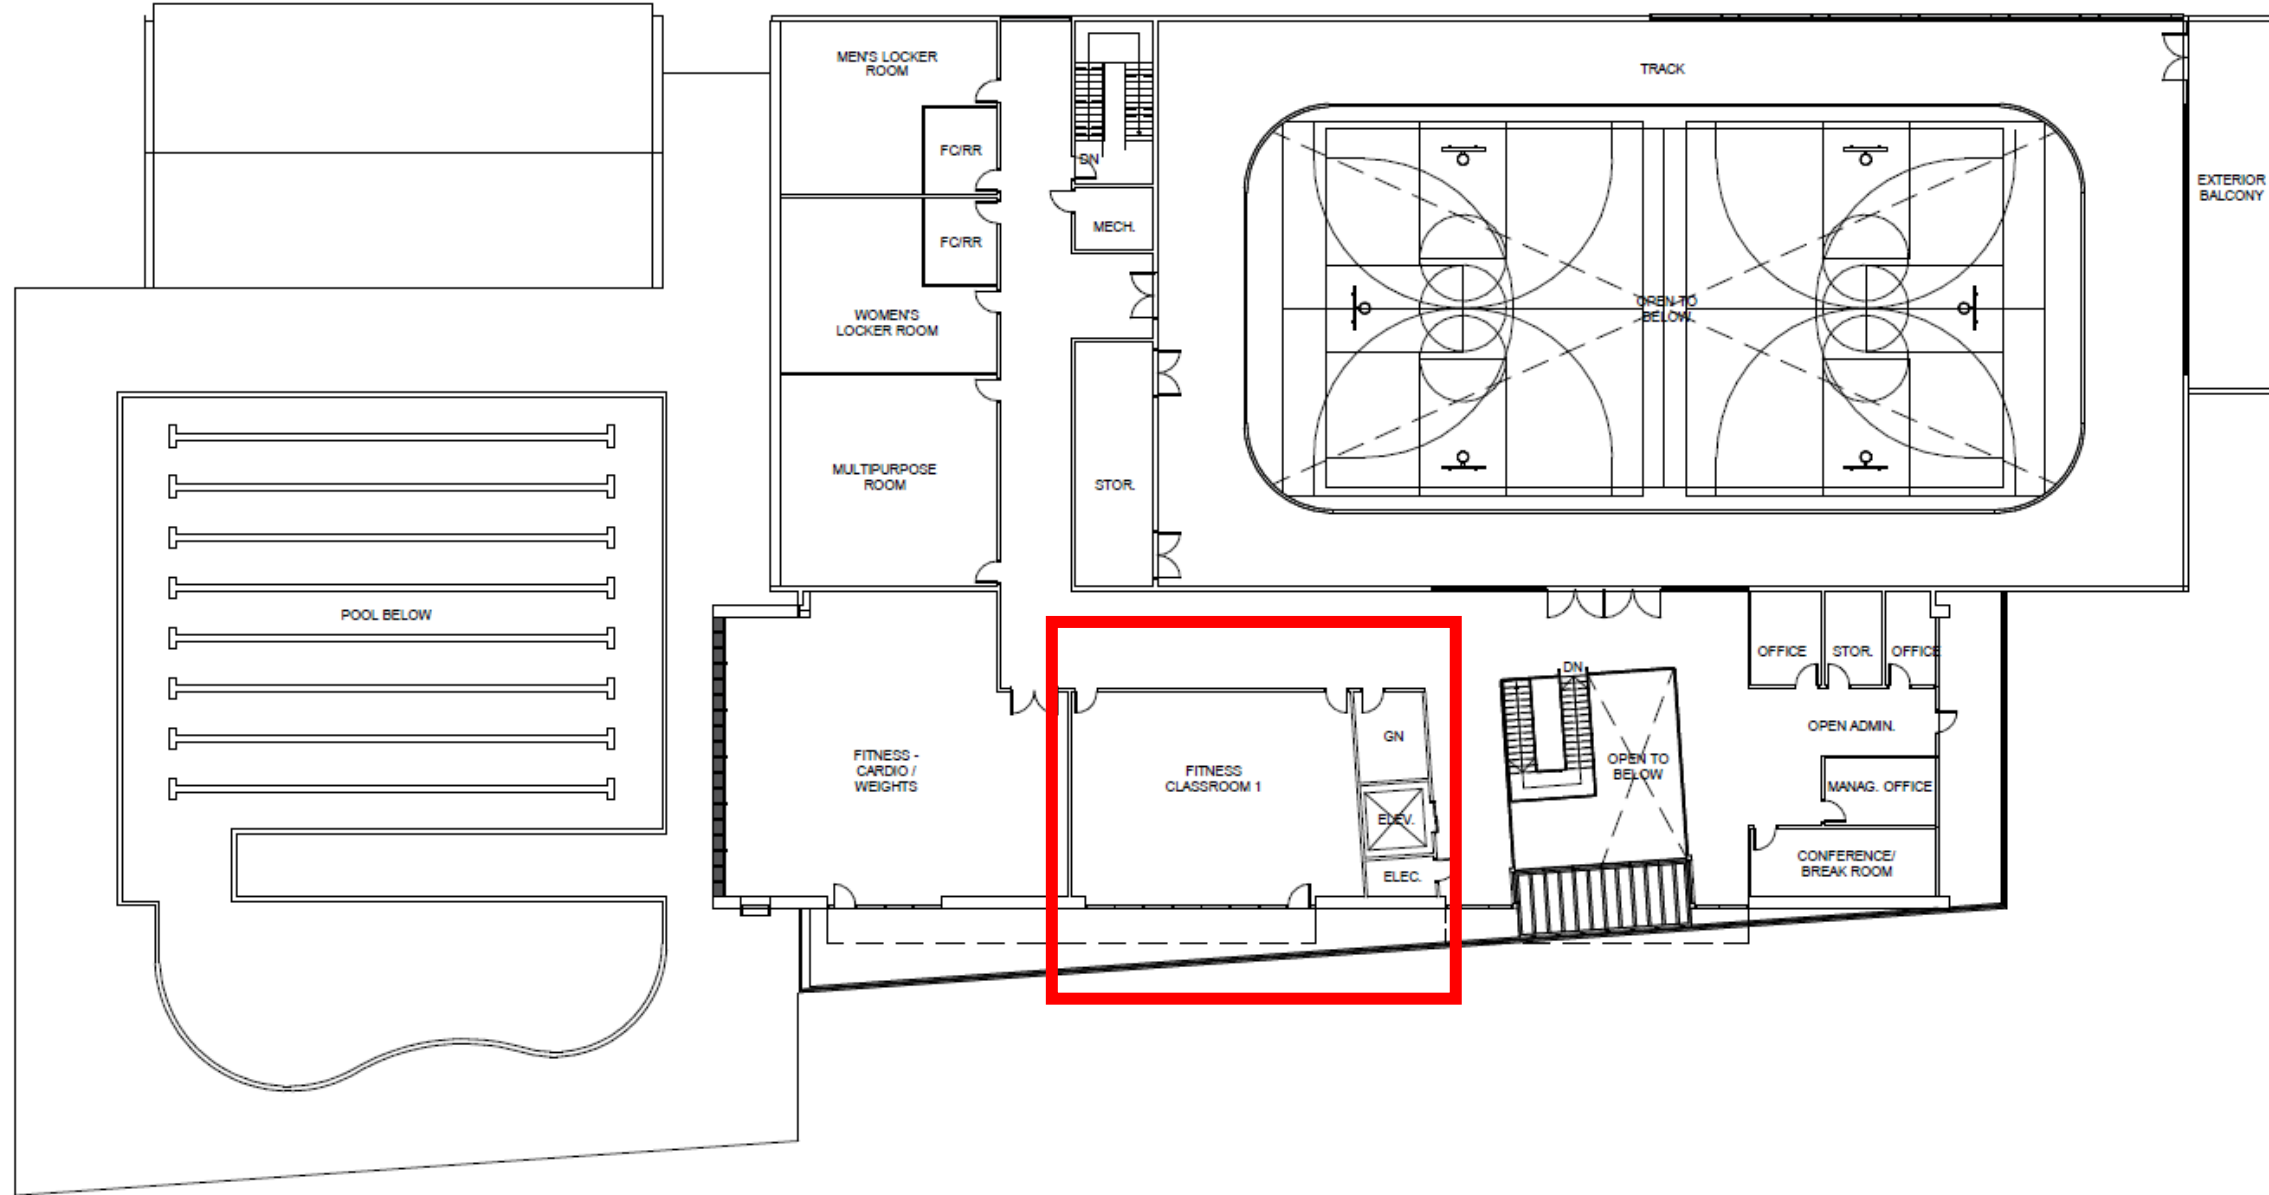 MEN'S LOCKER
ROOM
TRACK
FC/RR
DN
EXTERIOR
BALCONY
MECH.
FC/RR
WOMEN'S
LOCKER ROOM
OPEN TO
BELOW
MULTIPURPOSE
ROOM
STOR.
POOL BELOW
OFFICE
STOR.
OFFICE
DN
OPEN ADMIN.
GN
FITNESS -
CARDIO /
WEIGHTS
FITNESS
CLASSROOM 1
OPEN TO
BELOW
MANAG. OFFICE
ELEV.
CONFERENCE/
BREAK ROOM
ELEC.